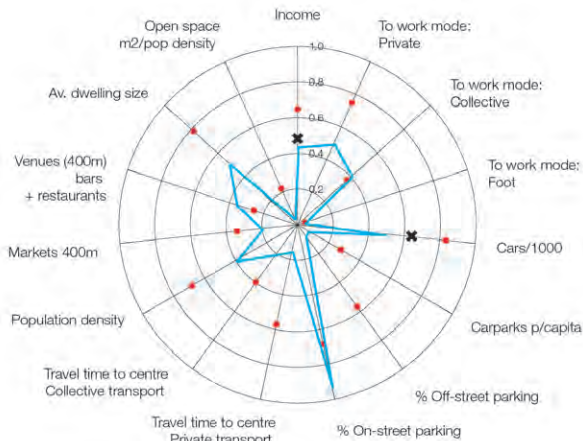 Income
Open space
m2/pop density
To work mode:
Private
1,0
0,8
0,6
0,4
0,2
Av. dwelling size
To work mode:
Collective
Venues (400m)
bars
+ restaurants
To work mode:
Foot
Markets 400m
Cars/1000
Population density
Carparks p/capita
Travel time to centre
Collective transport
% Off-street parking
Travel time to centre
Private transport
% On-street parking